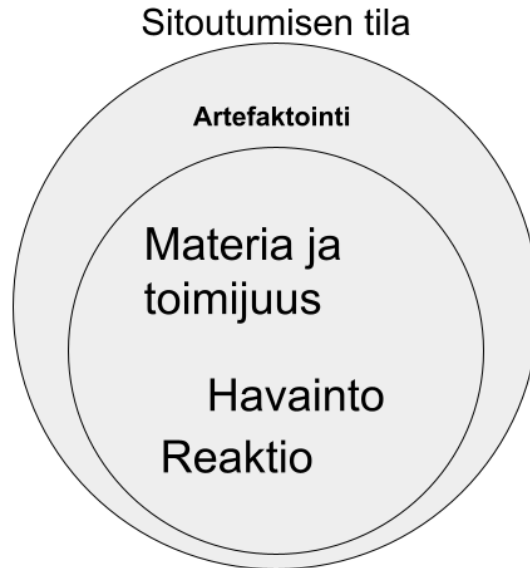 Sitoutumisen tila
Artefaktointi
Materia ja
toimijuus
Havainto
Reaktio